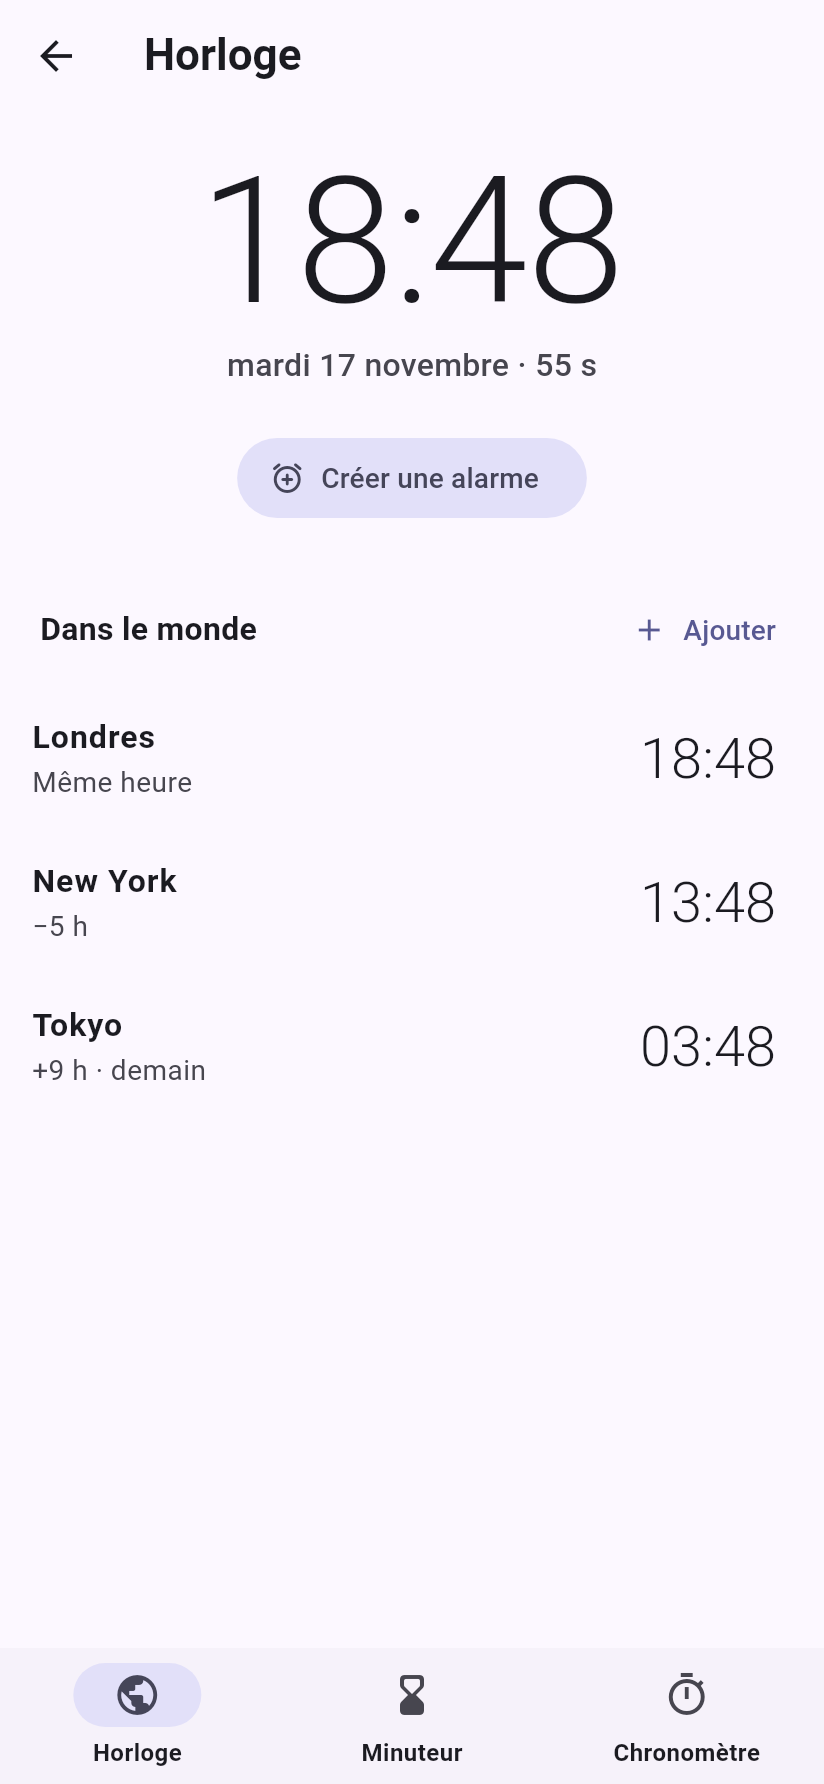 Horloge
18:48
mardi 17 novembre · 55 s
Créer une alarme
Dans le monde
Ajouter
Londres
Même heure
18:48
New York
−5 h
13:48
Tokyo
+9 h · demain
03:48
Horloge
Minuteur
Chronomètre